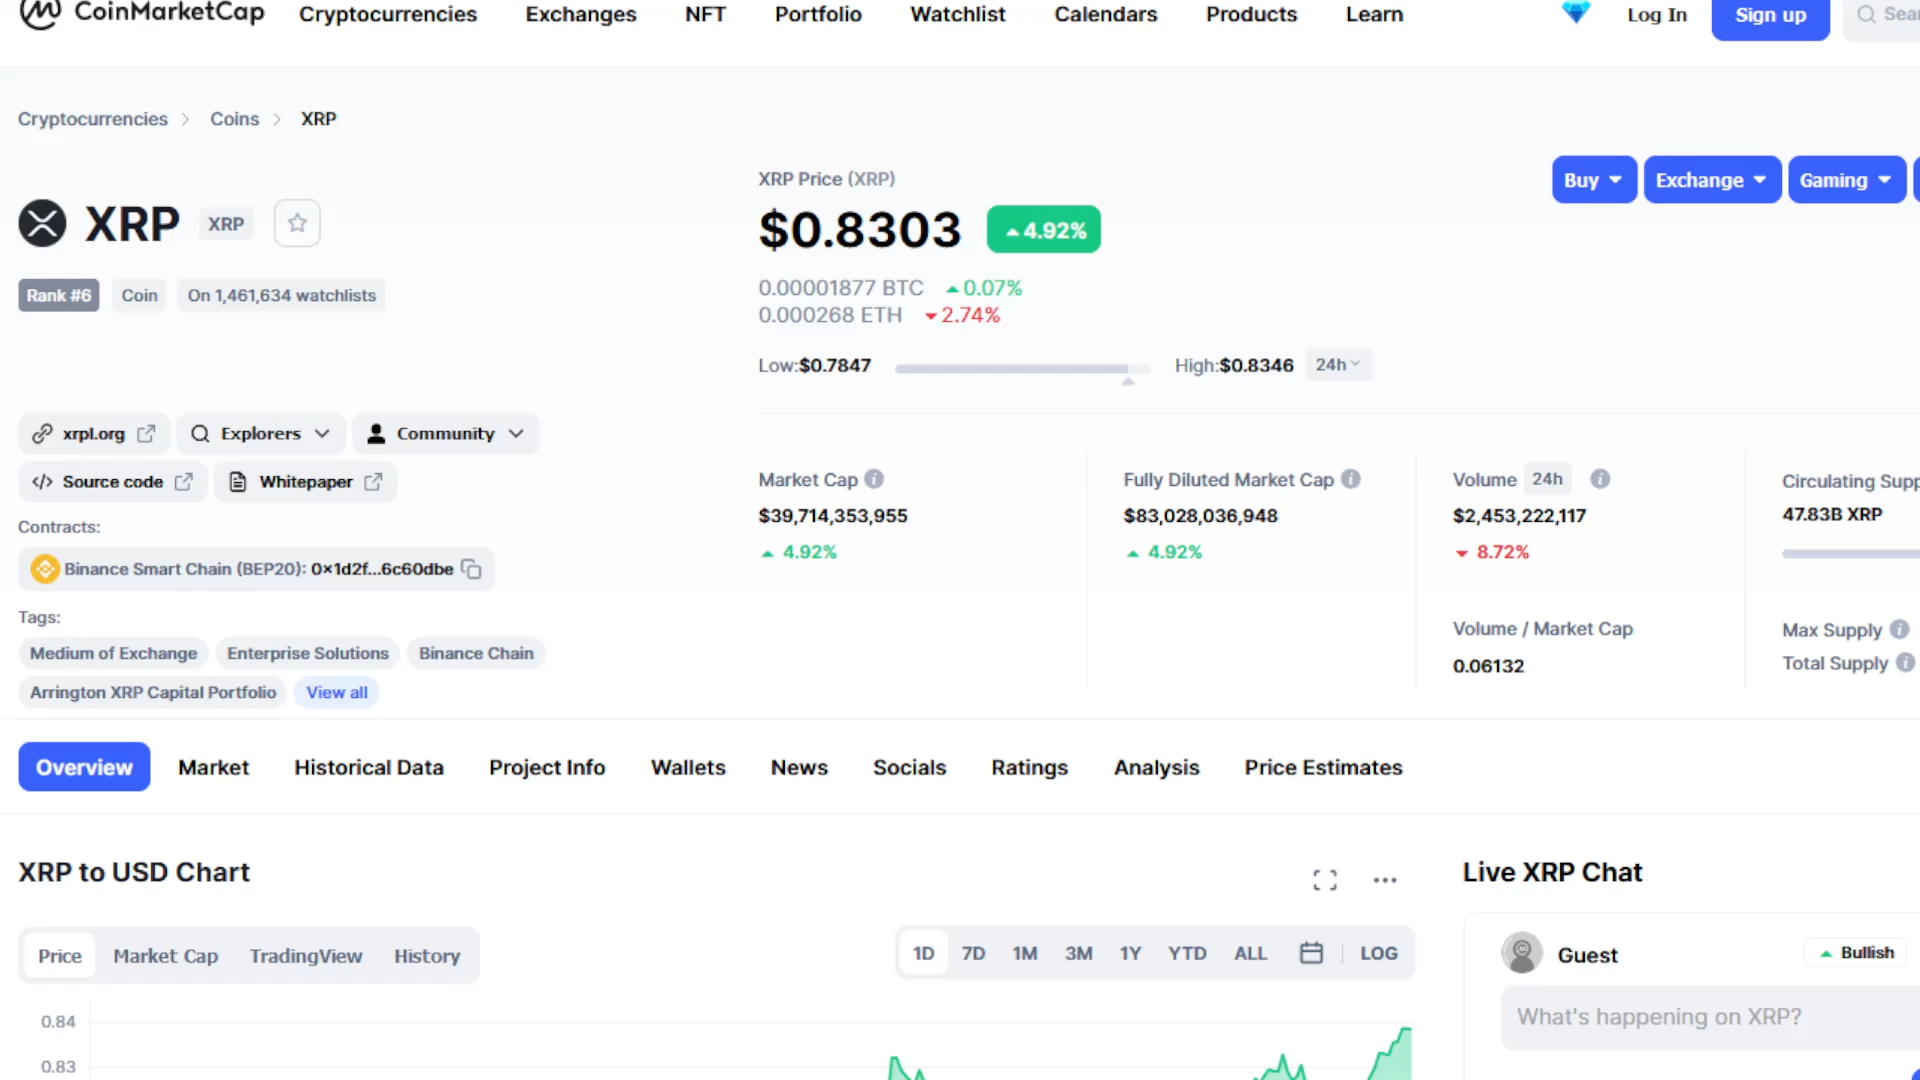 CoinMarketCap Cryptocurrencies Exchanges NFT Portfolio Watchlist Calendars Products Learn Log In Sign up
Cryptocurrencies > Coins > XRP
XRP Price (XRP)
Buy Exchange Gaming
XRP XRP
$0.8303 4.92%
Rank #6 Coin On 1,461,634 watchlists
0.00001877 BTC 0.07%
0.000268 ETH 2.74%
Low:$0.7847 High:$0.8346 24h
xrpl.org Explorers Community
Source code Whitepaper
Contracts:
Binance Smart Chain (BEP20): 0x1d2f...6c60dbe
Tags:
Medium of Exchange Enterprise Solutions Binance Chain
Arrington XRP Capital Portfolio View all
Market Cap
$39,714,353,955
4.92%
Fully Diluted Market Cap
$83,028,036,948
4.92%
Volume 24h
$2,453,222,117
8.72%
Volume / Market Cap
0.06132
Circulating
47.83B XRP
Max Supply
Total Supply
Overview Market Historical Data Project Info Wallets News Socials Ratings Analysis Price Estimates
XRP to USD Chart
Price Market Cap TradingView History
1D 7D 1M 3M 1Y YTD ALL LOG
0.84
0.83
Live XRP Chat
Guest Bullish
What's happening on XRP?